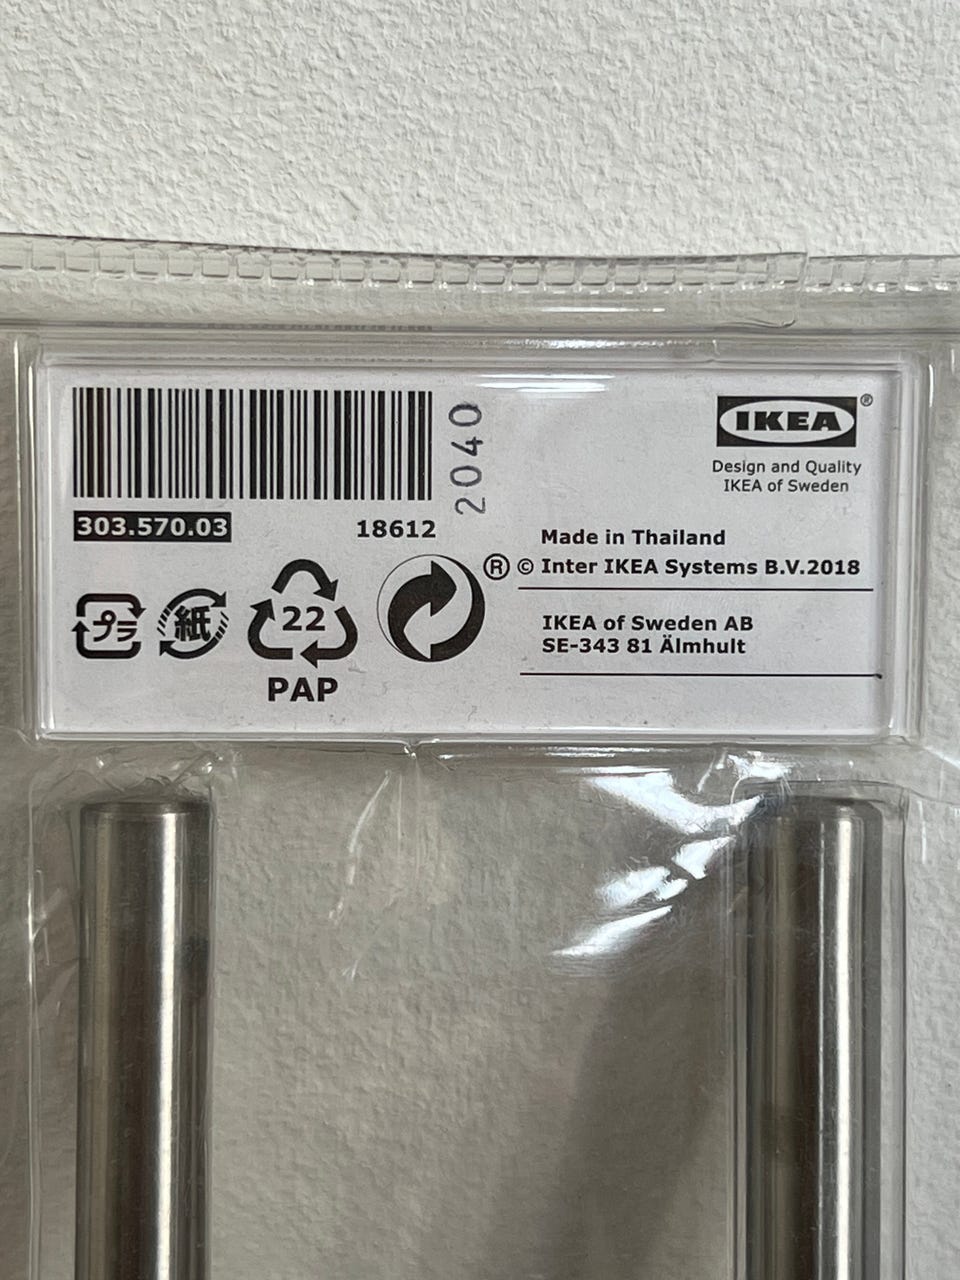 2040
303.570.03
18612
プラ
紙
22
PAP
IKEA®
Design and Quality
IKEA of Sweden
Made in Thailand
® © Inter IKEA Systems B.V.2018
IKEA of Sweden AB
SE-343 81 Älmhult